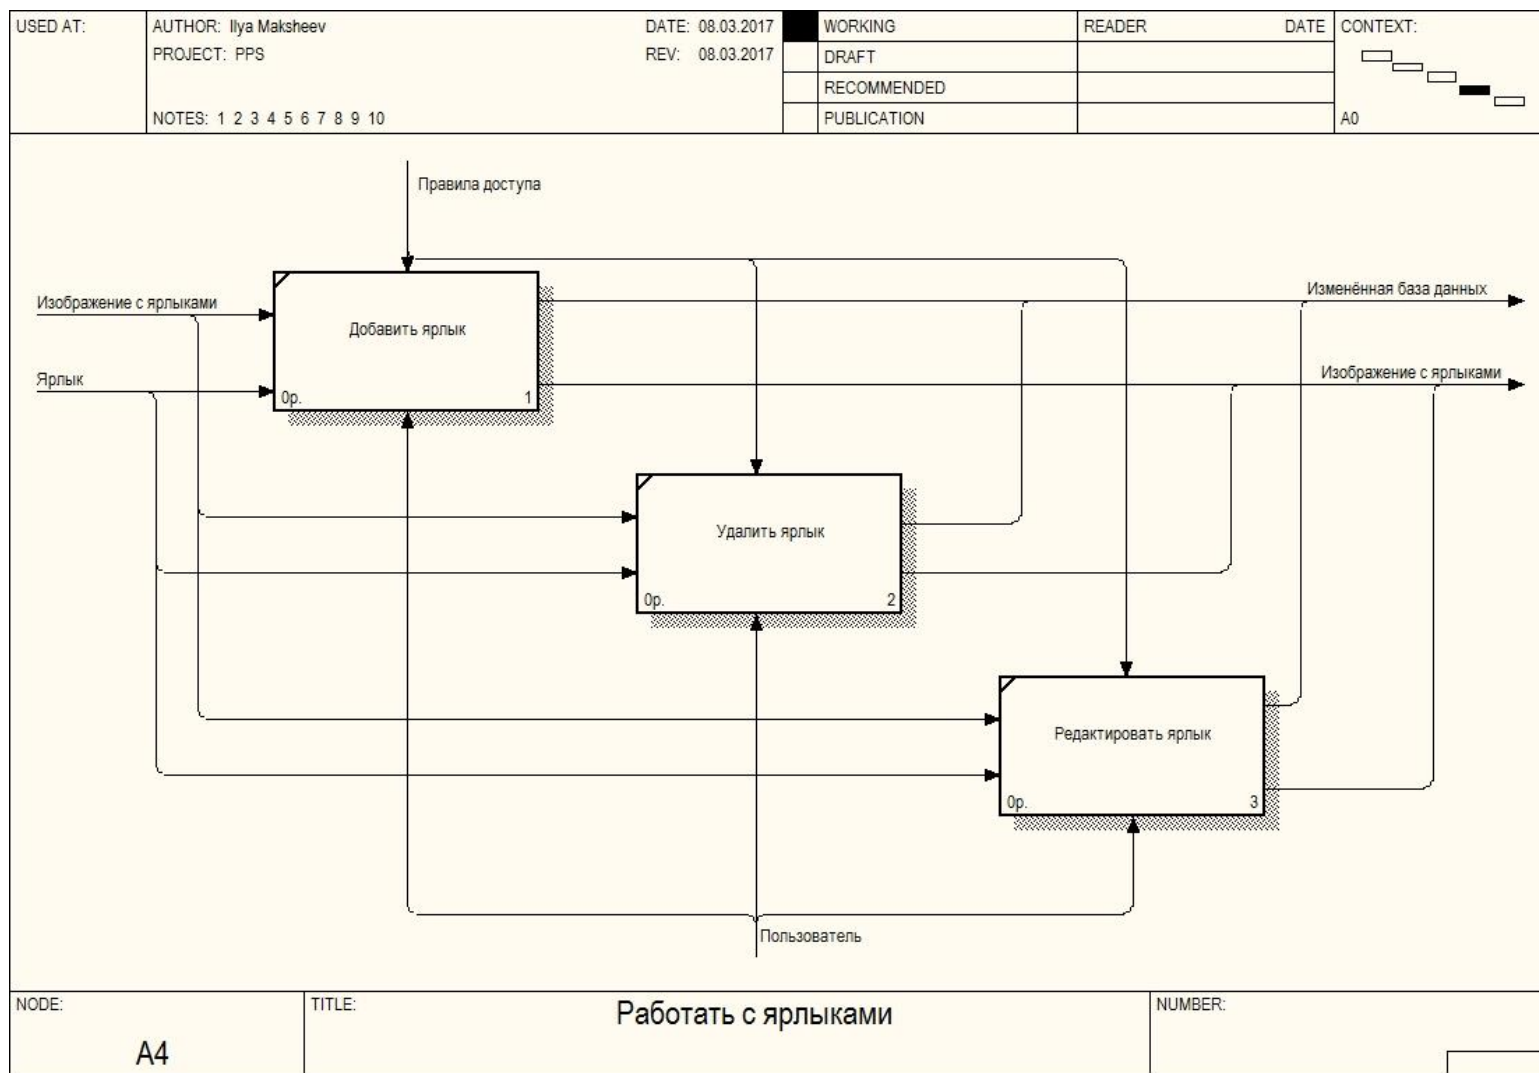 USED AT:
AUTHOR: Ilya Maksheev
DATE: 08.03.2017
PROJECT: PPS
REV: 08.03.2017
NOTES: 1 2 3 4 5 6 7 8 9 10
WORKING
DRAFT
RECOMMENDED
PUBLICATION
READER
DATE
CONTEXT:
A0
Правила доступа
Изображение с ярлыками
Ярлык
Добавить ярлык
0р.
1
Изменённая база данных
Изображение с ярлыками
Удалить ярлык
0р.
2
Редактировать ярлык
0р.
3
Пользователь
NODE:
A4
TITLE:
Работать с ярлыками
NUMBER: